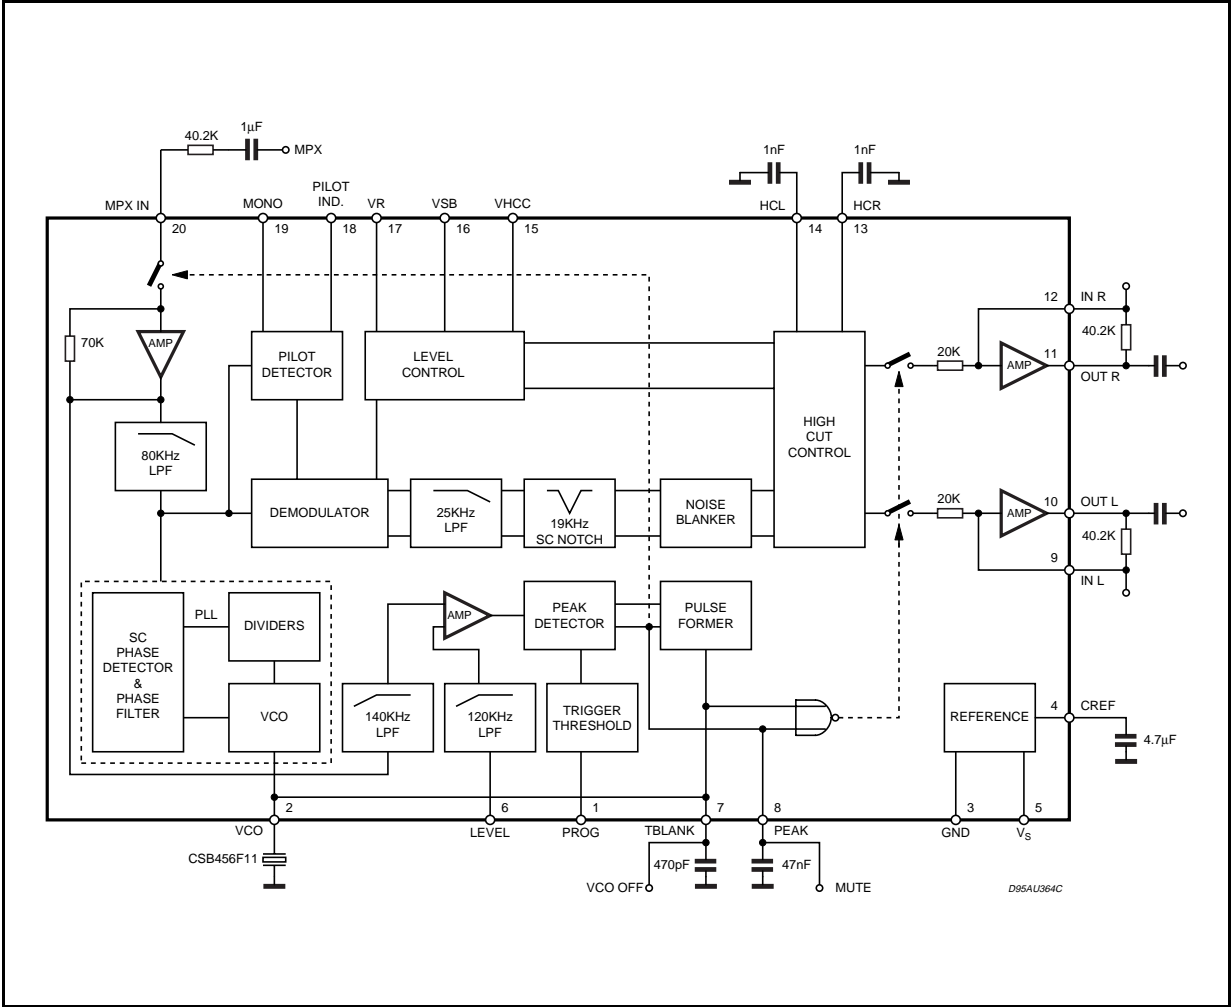 40.2K
1µF
MPX
1nF
1nF
MPX IN
MONO
PILOT
IND.
VR
VSB
VHCC
HCL
HCR
20
19
18
17
16
15
14
13
12
IN R
70K
AMP
PILOT
DETECTOR
LEVEL
CONTROL
20K
AMP
11
OUT R
40.2K
80KHz
LPF
HIGH
CUT
CONTROL
DEMODULATOR
25KHz
LPF
19KHz
SC NOTCH
NOISE
BLANKER
20K
AMP
10
OUT L
40.2K
9
IN L
SC
PHASE
DETECTOR
&
PHASE
FILTER
PLL
DIVIDERS
VCO
AMP
PEAK
DETECTOR
PULSE
FORMER
140KHz
LPF
120KHz
LPF
TRIGGER
THRESHOLD
REFERENCE
4
CREF
4.7µF
2
6
1
7
8
3
5
VCO
LEVEL
PROG
TBLANK
PEAK
GND
VS
CSB456F11
470pF
47nF
VCO OFF
MUTE
D95AU364C